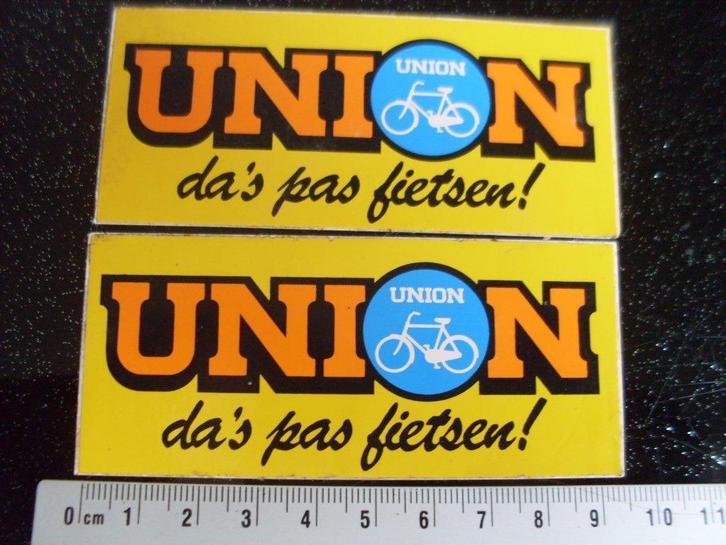 UNION
UNION
da's pas fietsen!
UNION
UNION
da's pas fietsen!
0 cm 1 2 3 4 5 6 7 8 9 10 11